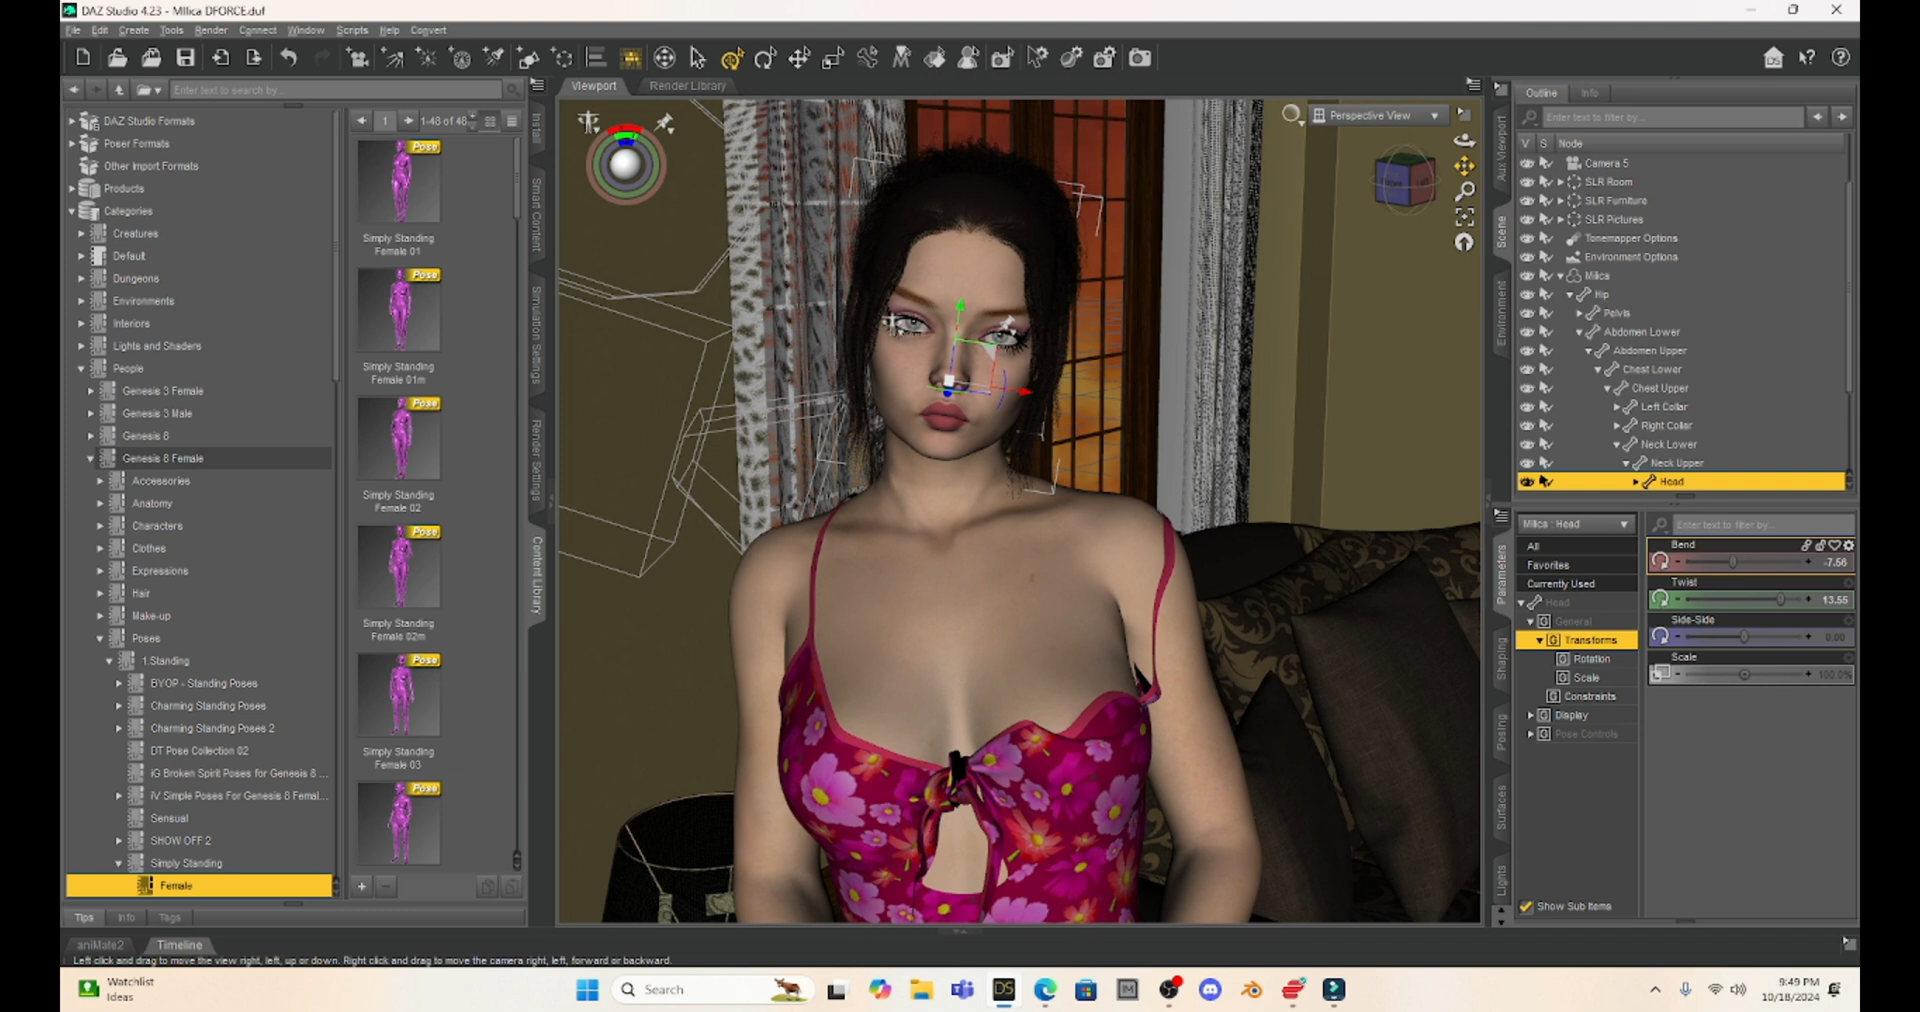 DAZ Studio 4.23 - MIlica DFORCE.duf
File Edit Create Tools Render Connect Window Scripts Help Convert
Enter text to search by...
DAZ Studio Formats
Poser Formats
Other Import Formats
Products
Categories
Creatures
Default
Dungeons
Environments
Interiors
Lights and Shaders
People
Genesis 3 Female
Genesis 3 Male
Genesis 8
Genesis 8 Female
Accessories
Anatomy
Characters
Clothes
Expressions
Hair
Make-up
Poses
1.Standing
BYOP - Standing Poses
Charming Standing Poses
Charming Standing Poses 2
DT Pose Collection 02
iG Broken Spirit Poses for Genesis 8 ...
iV Simple Poses For Genesis 8 Femal...
Sensual
SHOW OFF 2
Simply Standing
Female
Tips Info Tags
1 1-48 of 48
Pose
Simply Standing
Female 01
Pose
Simply Standing
Female 01m
Pose
Simply Standing
Female 02
Pose
Simply Standing
Female 02m
Pose
Simply Standing
Female 03
Pose
Install
Smart Content
Simulation Settings
Render Settings
Content Library
Viewport Render Library
Perspective View
Aux Viewport
Scene
Environment
Outline Info
Enter text to filter by...
V S Node
Camera 5
SLR Room
SLR Furniture
SLR Pictures
Tonemapper Options
Environment Options
Milica
Hip
Pelvis
Abdomen Lower
Abdomen Upper
Chest Lower
Chest Upper
Left Collar
Right Collar
Neck Lower
Neck Upper
Head
Parameters
Shaping
Posing
Surfaces
Lights
Milica : Head
All
Favorites
Currently Used
Head
General
Transforms
Rotation
Scale
Constraints
Display
Pose Controls
Show Sub Items
Enter text to filter by...
Bend
-7.56
Twist
13.55
Side-Side
0.00
Scale
100.0%
aniMate2 Timeline
Left click and drag to move the view right, left, up or down. Right click and drag to move the camera right, left, forward or backward.
Watchlist
Ideas
Search
DS
9:49 PM
10/18/2024